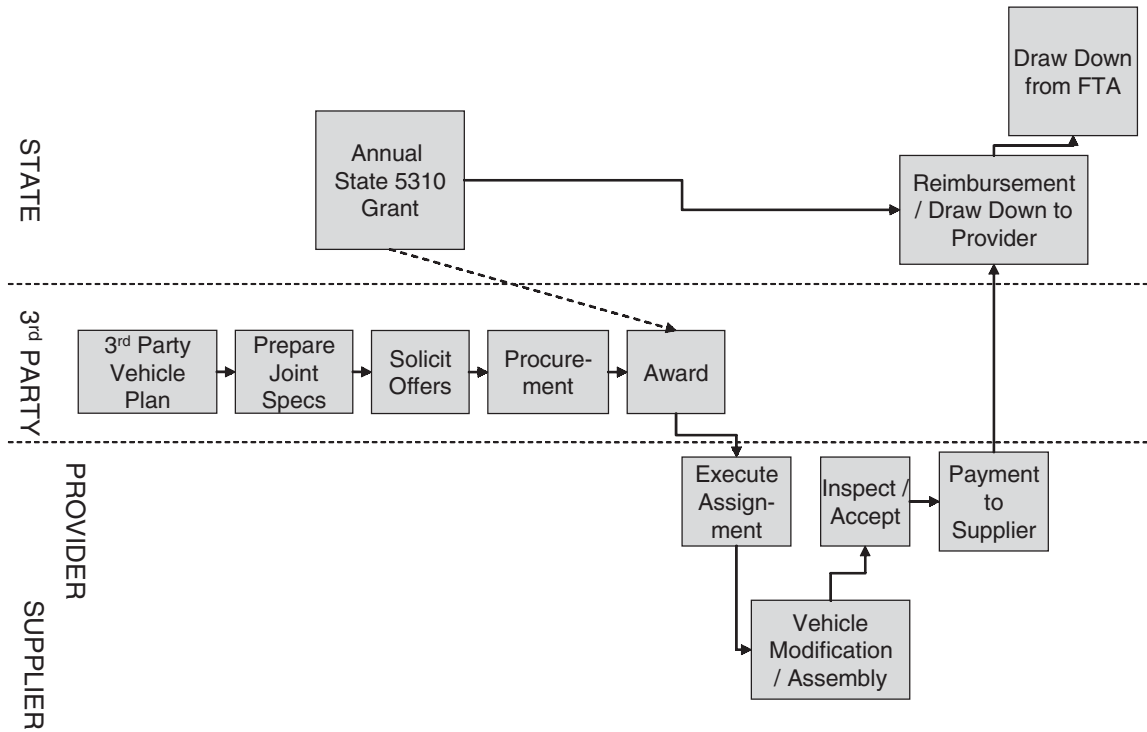 Draw Down
from FTA
STATE
Annual
State 5310
Grant
Reimbursement
/ Draw Down to
Provider
3rd PARTY
3rd Party
Vehicle
Plan
Prepare
Joint
Specs
Solicit
Offers
Procure-
ment
Award
PROVIDER
Execute
Assign-
ment
Inspect /
Accept
Payment
to
Supplier
SUPPLIER
Vehicle
Modification
/ Assembly